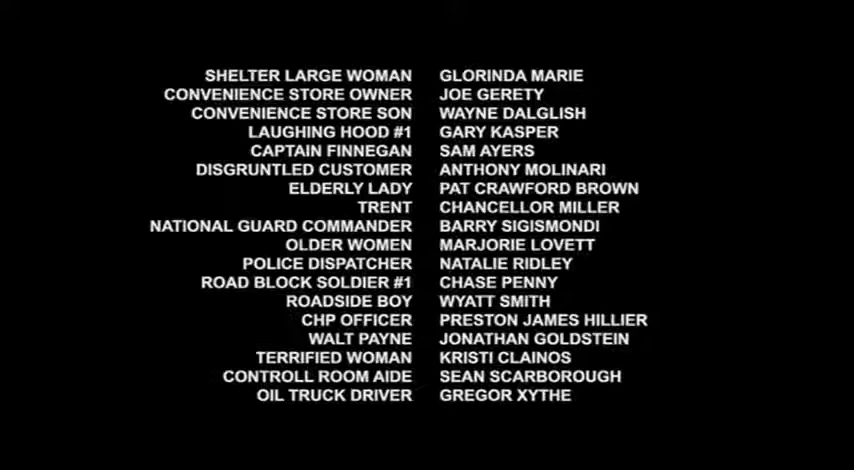 SHELTER LARGE WOMAN GLORINDA MARIE
CONVENIENCE STORE OWNER JOE GERETY
CONVENIENCE STORE SON WAYNE DALGLISH
LAUGHING HOOD #1 GARY KASPER
CAPTAIN FINNEGAN SAM AYERS
DISGRUNTLED CUSTOMER ANTHONY MOLINARI
ELDERLY LADY PAT CRAWFORD BROWN
TRENT CHANCELLOR MILLER
NATIONAL GUARD COMMANDER BARRY SIGISMONDI
OLDER WOMEN MARJORIE LOVETT
POLICE DISPATCHER NATALIE RIDLEY
ROAD BLOCK SOLDIER #1 CHASE PENNY
ROADSIDE BOY WYATT SMITH
CHP OFFICER PRESTON JAMES HILLIER
WALT PAYNE JONATHAN GOLDSTEIN
TERRIFIED WOMAN KRISTI CLAINOS
CONTROLL ROOM AIDE SEAN SCARBOROUGH
OIL TRUCK DRIVER GREGOR XYTHE